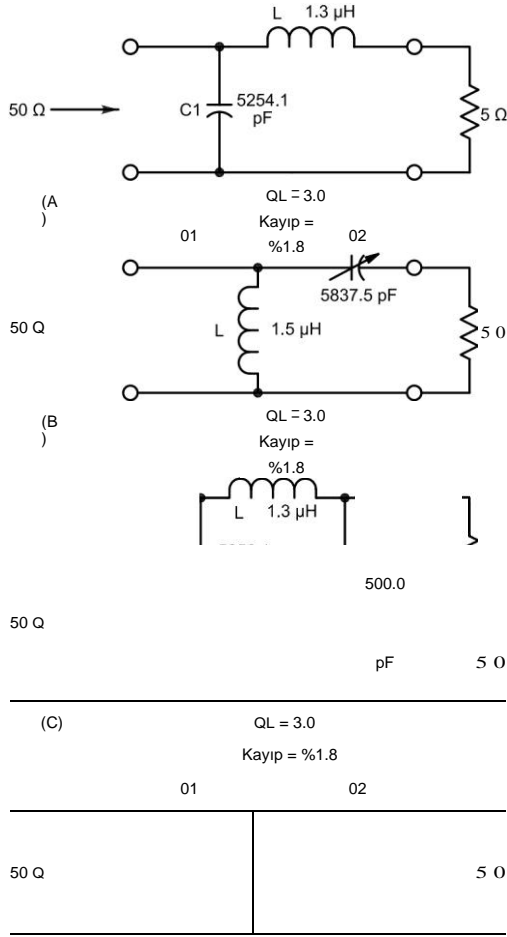 L 1.3 µH
50 Ω
C1
5254.1
pF
5 Ω
(A
)
QL = 3.0
Kayıp =
%1.8
01 02
5837.5 pF
50 Q
L 1.5 µH
5 0
(B
)
QL = 3.0
Kayıp =
%1.8
L 1.3 µH
500.0
50 Q
pF 5 0
(C) QL = 3.0
Kayıp = %1.8
01 02
50 Q 5 0